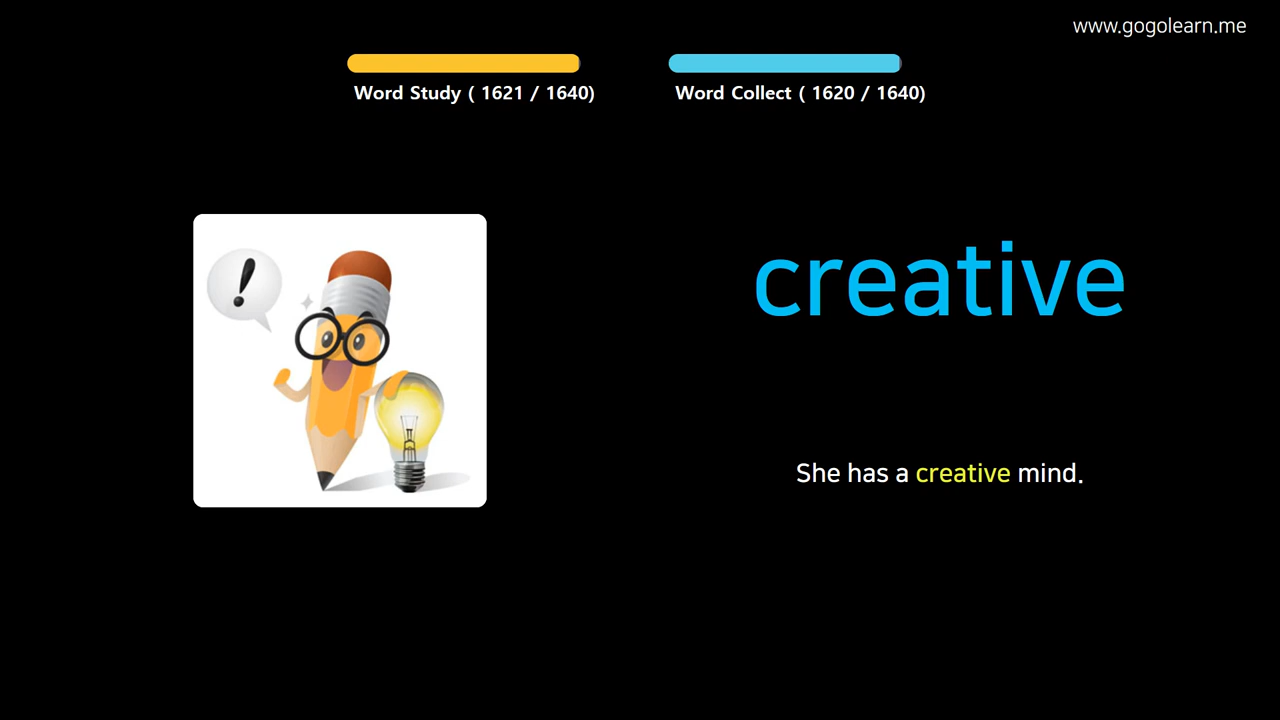 www.gogolearn.me
Word Study ( 1621 / 1640)
Word Collect ( 1620 / 1640)
!
creative
She has a creative mind.